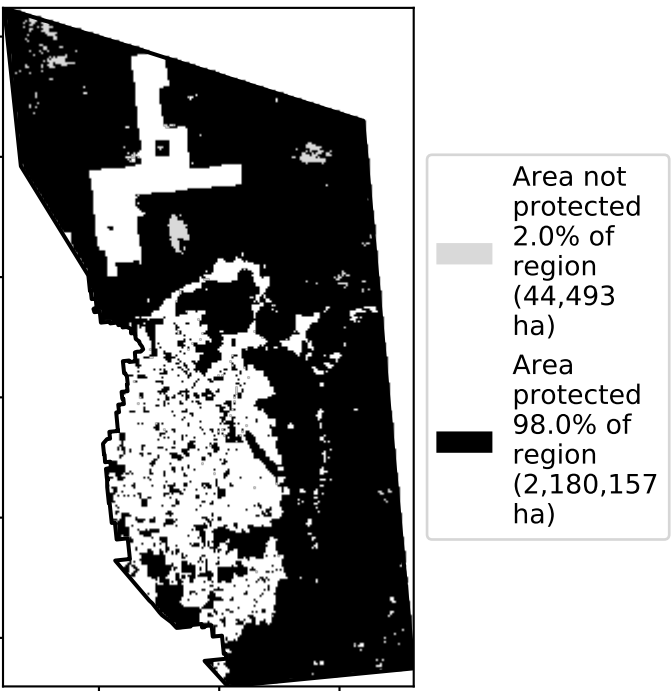 Area not
protected
2.0% of
region
(44,493
ha)
Area
protected
98.0% of
region
(2,180,157
ha)